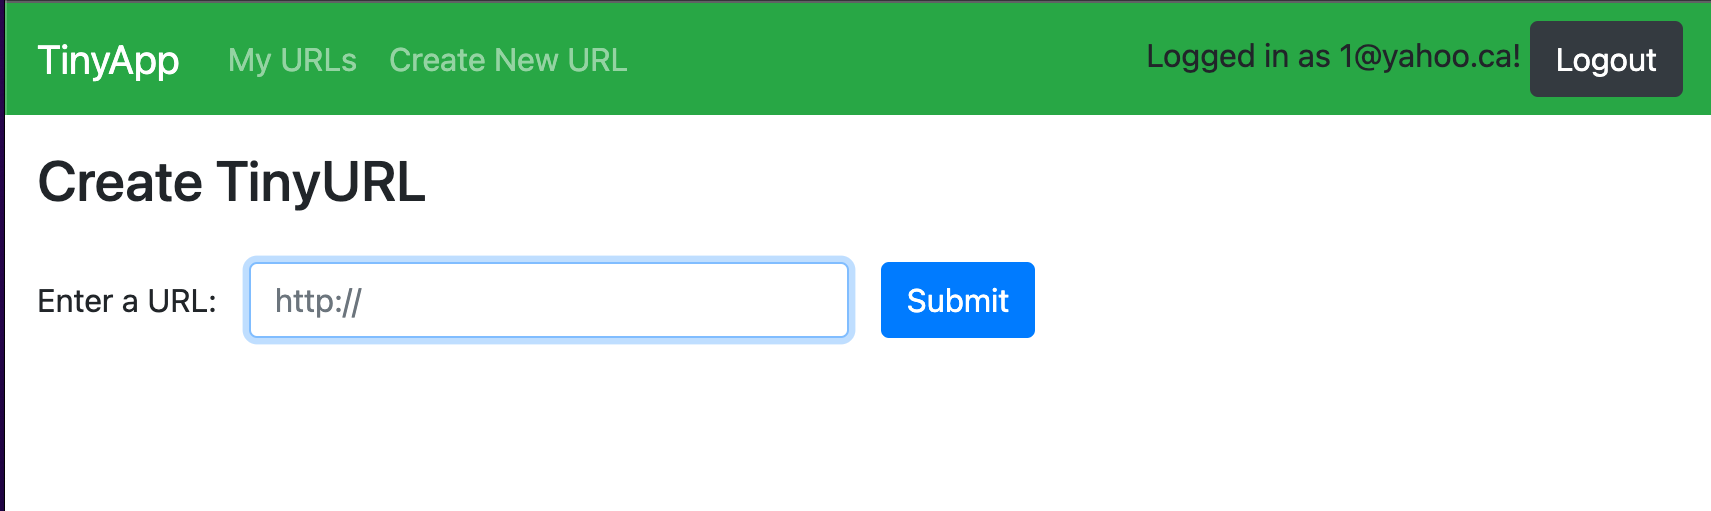 TinyApp My URLs Create New URL Logged in as 1@yahoo.ca! Logout
Create TinyURL
Enter a URL: http:// Submit